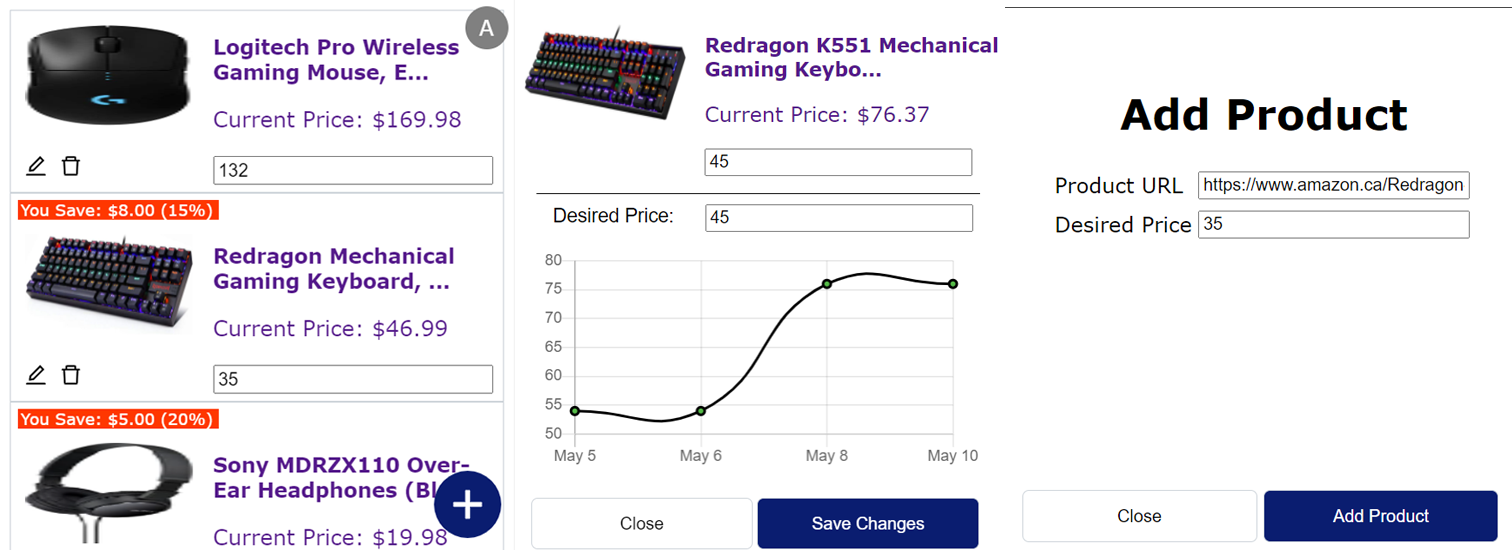 A
Logitech Pro Wireless
Gaming Mouse, E...
Current Price: $169.98
132
You Save: $8.00 (15%)
Redragon Mechanical
Gaming Keyboard, ...
Current Price: $46.99
35
You Save: $5.00 (20%)
Sony MDRZX110 Over-
Ear Headphones (Bl
+
Current Price: $19.98
Redragon K551 Mechanical
Gaming Keybo...
Current Price: $76.37
45
Desired Price:
45
80
75
70
65
60
55
50
May 5
May 6
May 8
May 10
Close
Save Changes
Add Product
Product URL
https://www.amazon.ca/Redragon
Desired Price
35
Close
Add Product